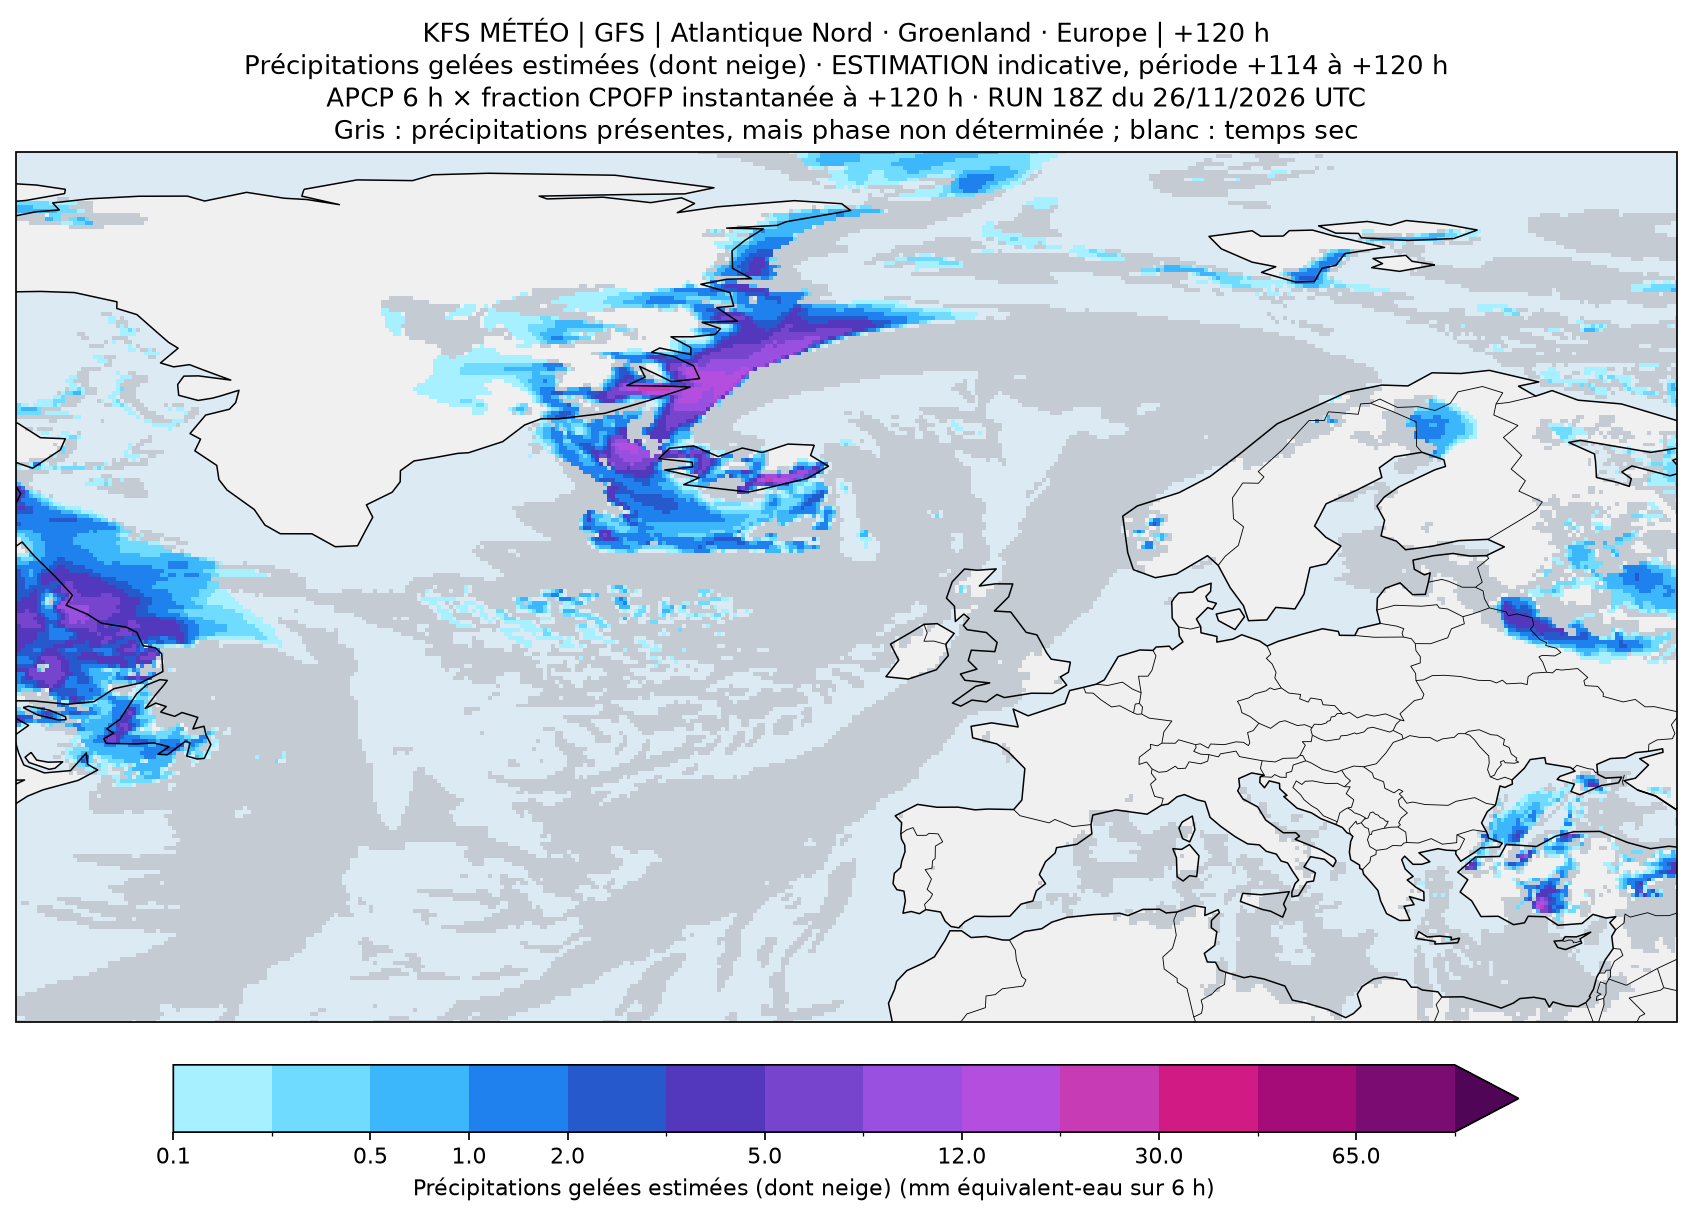 KFS MÉTÉO | GFS | Atlantique Nord · Groenland · Europe | +120 h
Précipitations gelées estimées (dont neige) · ESTIMATION indicative, période +114 à +120 h
APCP 6 h × fraction CPOFP instantanée à +120 h · RUN 18Z du 26/11/2026 UTC
Gris : précipitations présentes, mais phase non déterminée ; blanc : temps sec
0.1 0.5 1.0 2.0 5.0 12.0 30.0 65.0
Précipitations gelées estimées (dont neige) (mm équivalent-eau sur 6 h)